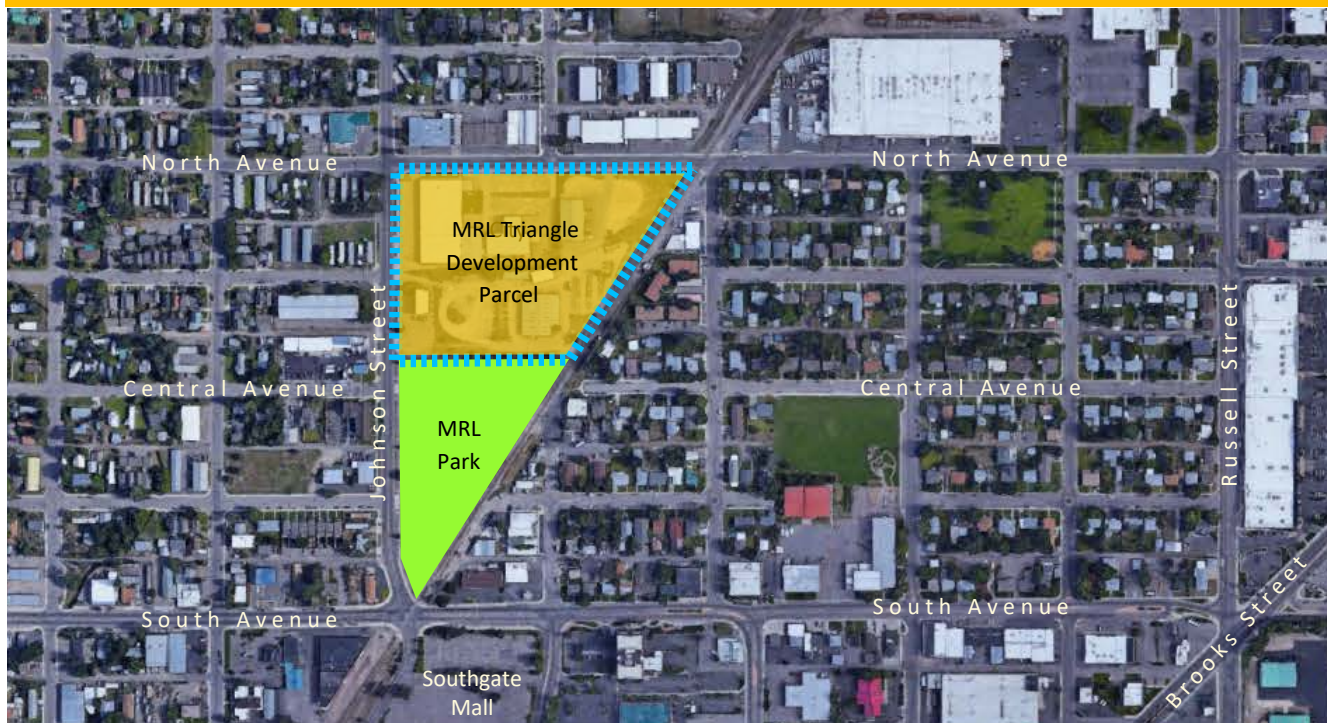 North Avenue
North Avenue
MRL Triangle
Development
Parcel
Johnson Street
Russell Street
Central Avenue
Central Avenue
MRL
Park
South Avenue
South Avenue
Brooks Street
Southgate
Mall